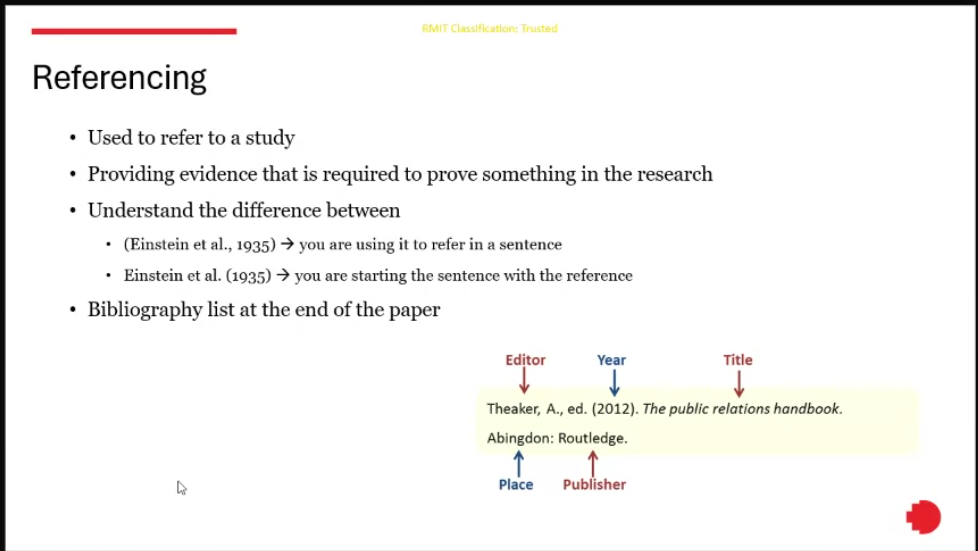 RMIT Classification: Trusted
Referencing
• Used to refer to a study
• Providing evidence that is required to prove something in the research
• Understand the difference between
• (Einstein et al., 1935) → you are using it to refer in a sentence
• Einstein et al. (1935) → you are starting the sentence with the reference
• Bibliography list at the end of the paper
Editor Year Title
Theaker, A., ed. (2012). The public relations handbook.
Abingdon: Routledge.
Place Publisher